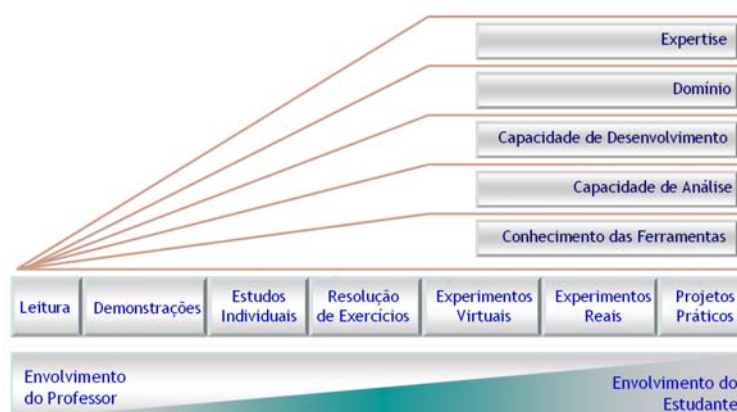 Expertise
Domínio
Capacidade de Desenvolvimento
Capacidade de Análise
Conhecimento das Ferramentas
Leitura
Demonstrações
Estudos
Individuais
Resolução
de Exercícios
Experimentos
Virtuais
Experimentos
Reais
Projetos
Práticos
Envolvimento
do Professor
Envolvimento do
Estudante